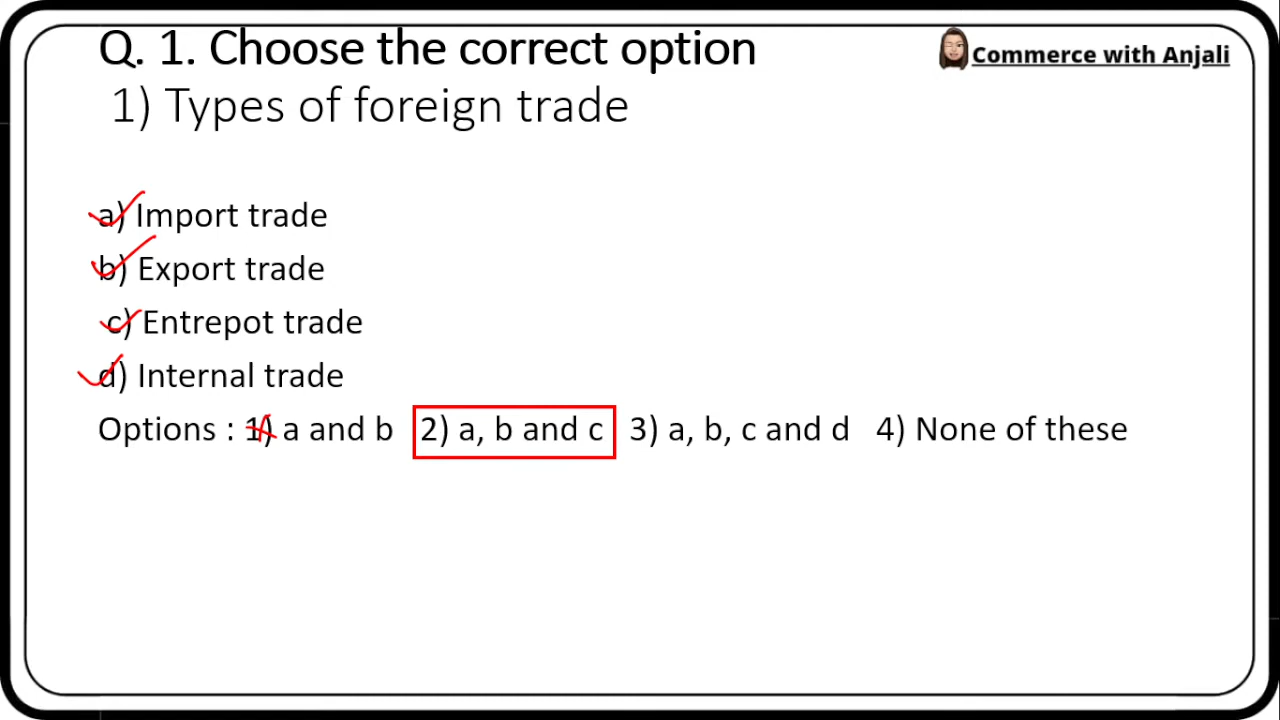 Q. 1. Choose the correct option
Commerce with Anjali
1) Types of foreign trade
a) Import trade
b) Export trade
c) Entrepot trade
d) Internal trade
Options : 1) a and b 2) a, b and c 3) a, b, c and d 4) None of these